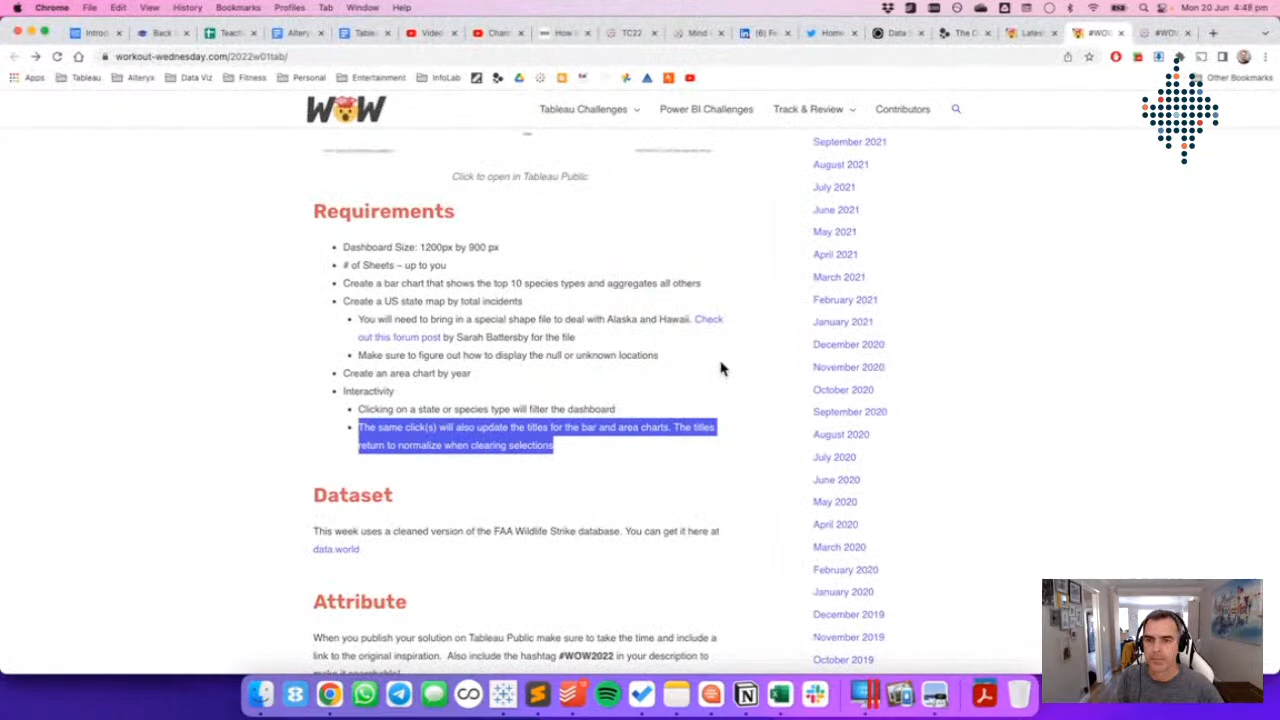 Chrome File Edit View History Bookmarks Profiles Tab Window Help Mon 20 Jun 4:49 pm
workout-wednesday.com/2022w01tab/
Apps Tableau Alteryx Data Viz Fitness Personal Entertainment InfoLab Other Bookmarks
WOW
Tableau Challenges Power BI Challenges Track & Review Contributors
Click to open in Tableau Public
Requirements
Dashboard Size: 1200px by 900 px
# of Sheets – up to you
Create a bar chart that shows the top 10 species types and aggregates all others
Create a US state map by total incidents
You will need to bring in a special shape file to deal with Alaska and Hawaii. Check
out this forum post by Sarah Battersby for the file
Make sure to figure out how to display the null or unknown locations
Create an area chart by year
Interactivity
Clicking on a state or species type will filter the dashboard
The same click(s) will also update the titles for the bar and area charts. The titles
return to normalize when clearing selections
Dataset
This week uses a cleaned version of the FAA Wildlife Strike database. You can get it here at
data.world
Attribute
When you publish your solution on Tableau Public make sure to take the time and include a
link to the original inspiration. Also include the hashtag #WOW2022 in your description to
make it searchable!
September 2021
August 2021
July 2021
June 2021
May 2021
April 2021
March 2021
February 2021
January 2021
December 2020
November 2020
October 2020
September 2020
August 2020
July 2020
June 2020
May 2020
April 2020
March 2020
February 2020
January 2020
December 2019
November 2019
October 2019